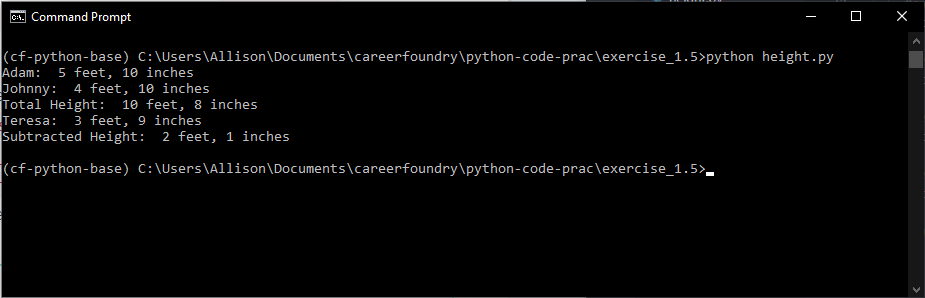 Command Prompt
(cf-python-base) C:\Users\Allison\Documents\careerfoundry\python-code-prac\exercise_1.5>python height.py
Adam:  5 feet, 10 inches
Johnny:  4 feet, 10 inches
Total Height:  10 feet, 8 inches
Teresa:  3 feet, 9 inches
Subtracted Height:  2 feet, 1 inches
(cf-python-base) C:\Users\Allison\Documents\careerfoundry\python-code-prac\exercise_1.5>